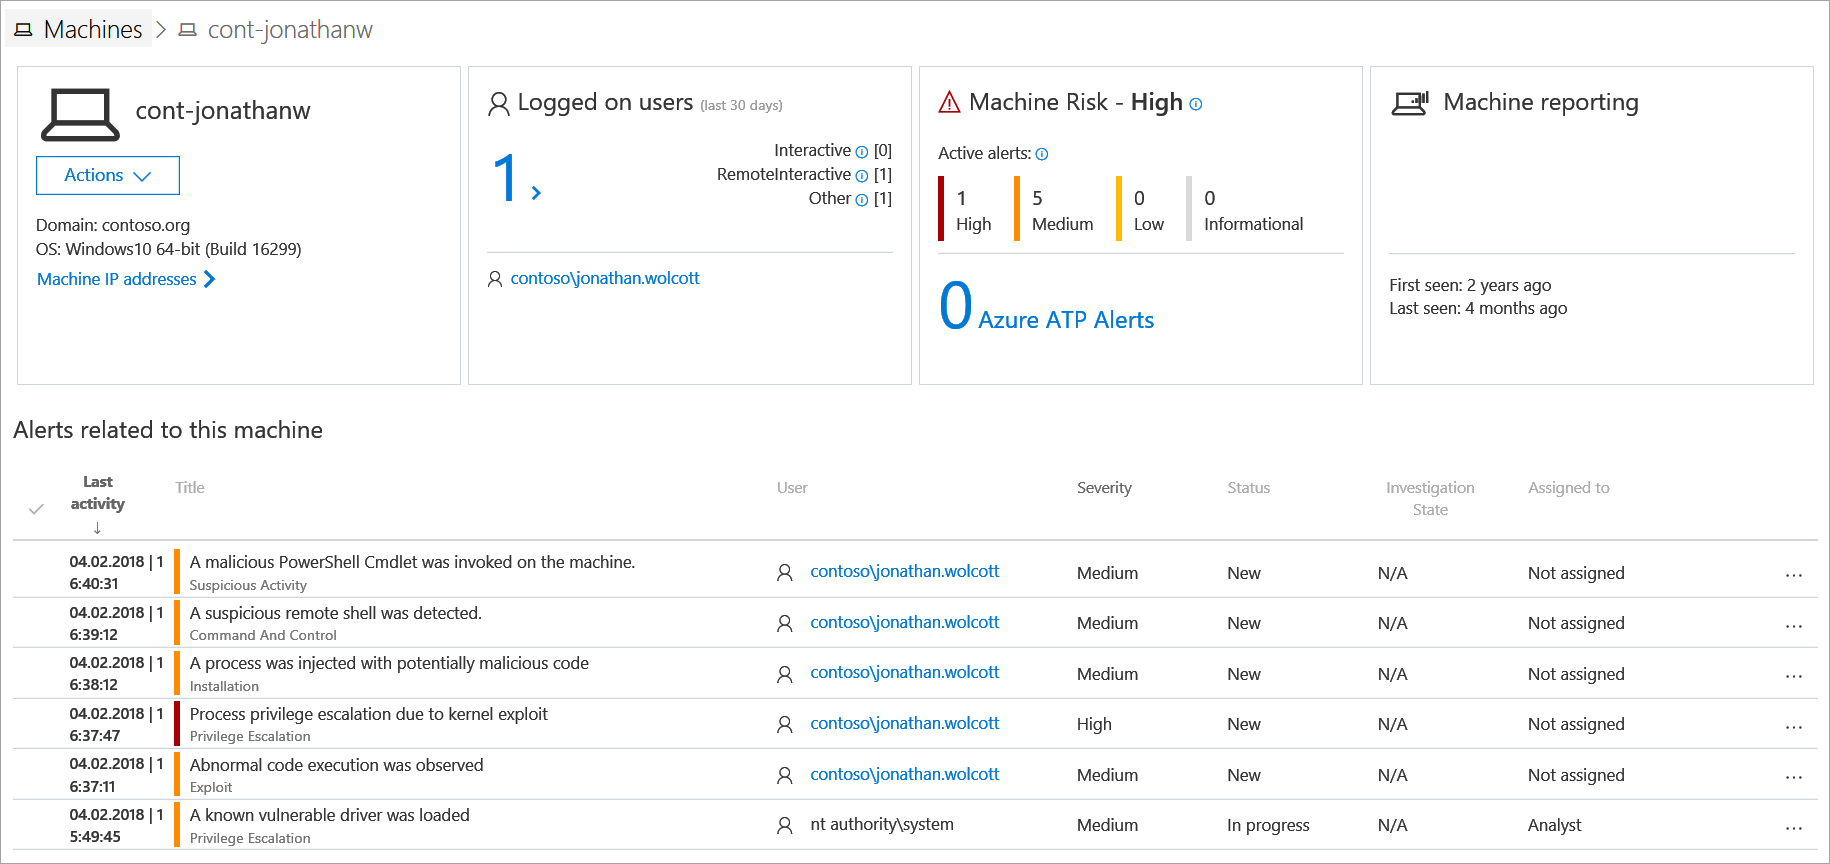 Machines > cont-jonathanw
cont-jonathanw
Actions
Domain: contoso.org
OS: Windows10 64-bit (Build 16299)
Machine IP addresses
Logged on users (last 30 days)
1
Interactive [0]
RemoteInteractive [1]
Other [1]
contoso\jonathan.wolcott
Machine Risk - High
Active alerts:
1 5 0 0
High Medium Low Informational
0 Azure ATP Alerts
Machine reporting
First seen: 2 years ago
Last seen: 4 months ago
Alerts related to this machine
Last
activity
Title User Severity Status Investigation
State
Assigned to
04.02.2018 | 1
6:40:31
A malicious PowerShell Cmdlet was invoked on the machine.
Suspicious Activity
contoso\jonathan.wolcott Medium New N/A Not assigned ...
04.02.2018 | 1
6:39:12
A suspicious remote shell was detected.
Command And Control
contoso\jonathan.wolcott Medium New N/A Not assigned ...
04.02.2018 | 1
6:38:12
A process was injected with potentially malicious code
Installation
contoso\jonathan.wolcott Medium New N/A Not assigned ...
04.02.2018 | 1
6:37:47
Process privilege escalation due to kernel exploit
Privilege Escalation
contoso\jonathan.wolcott High New N/A Not assigned ...
04.02.2018 | 1
6:37:11
Abnormal code execution was observed
Exploit
contoso\jonathan.wolcott Medium New N/A Not assigned ...
04.02.2018 | 1
5:49:45
A known vulnerable driver was loaded
Privilege Escalation
nt authority\system Medium In progress N/A Analyst ...